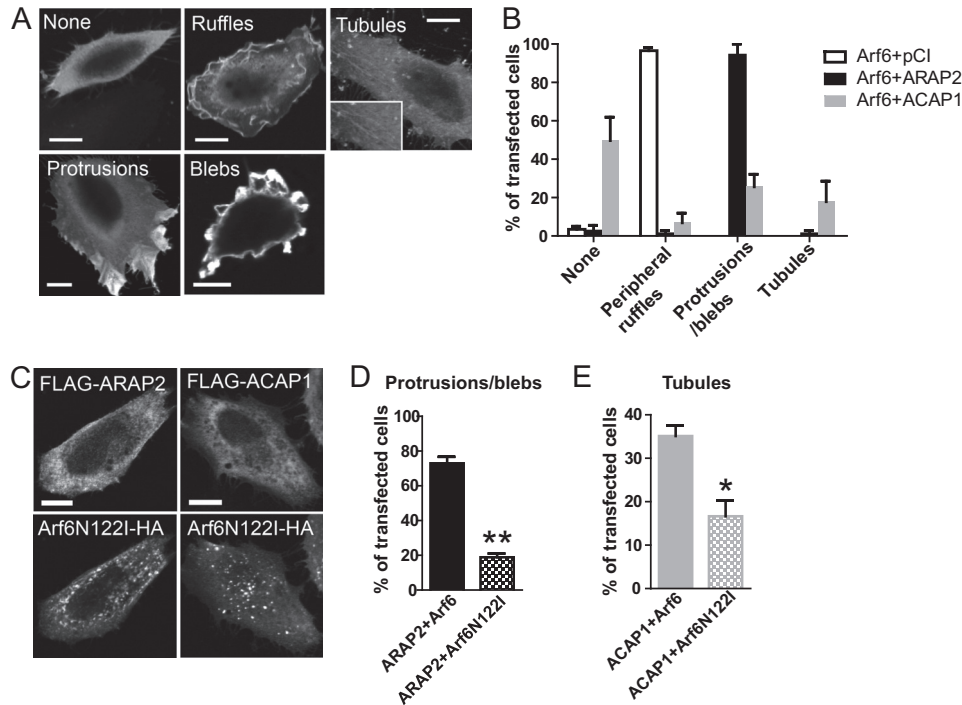 A
None
Ruffles
Tubules
Protrusions
Blebs
B
% of transfected cells
100
80
60
40
20
0
None
Peripheral
ruffles
Protrusions
/blebs
Tubules
Arf6+pCI
Arf6+ARAP2
Arf6+ACAP1
C
FLAG-ARAP2
FLAG-ACAP1
Arf6N122I-HA
Arf6N122I-HA
D
Protrusions/blebs
% of transfected cells
100
80
60
40
20
0
**
ARAP2+Arf6
ARAP2+Arf6N122I
E
Tubules
% of transfected cells
40
30
20
10
0
*
ACAP1+Arf6
ACAP1+Arf6N122I